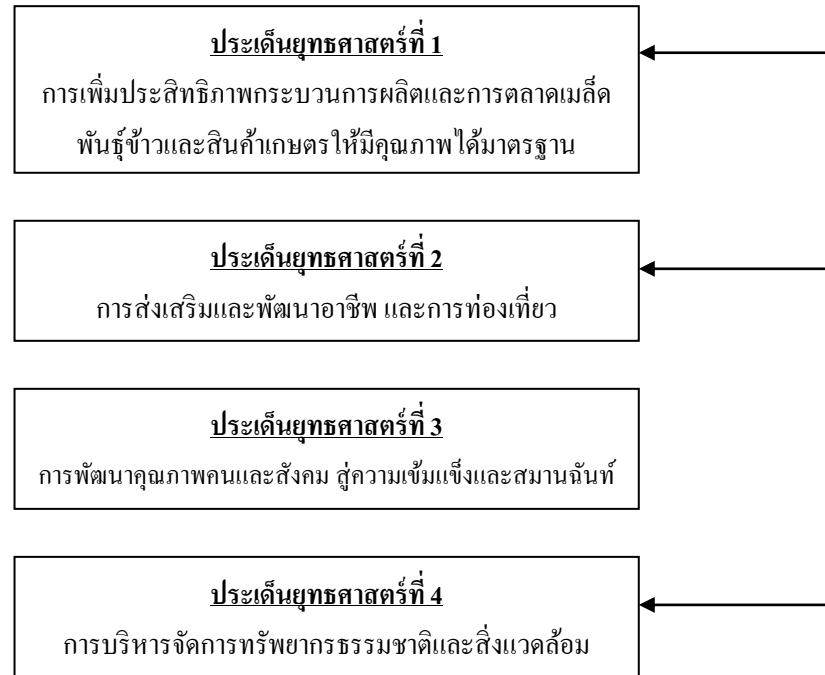 ประเด็นยุทธศาสตร์ที่ 1
การเพิ่มประสิทธิภาพกระบวนการผลิตและการตลาดเมล็ด
พันธุ์ข้าวและสินค้าเกษตรให้มีคุณภาพได้มาตรฐาน
ประเด็นยุทธศาสตร์ที่ 2
การส่งเสริมและพัฒนาอาชีพ และการท่องเที่ยว
ประเด็นยุทธศาสตร์ที่ 3
การพัฒนาคุณภาพคนและสังคม สู่ความเข้มแข็งและสมานฉันท์
ประเด็นยุทธศาสตร์ที่ 4
การบริหารจัดการทรัพยากรธรรมชาติและสิ่งแวดล้อม